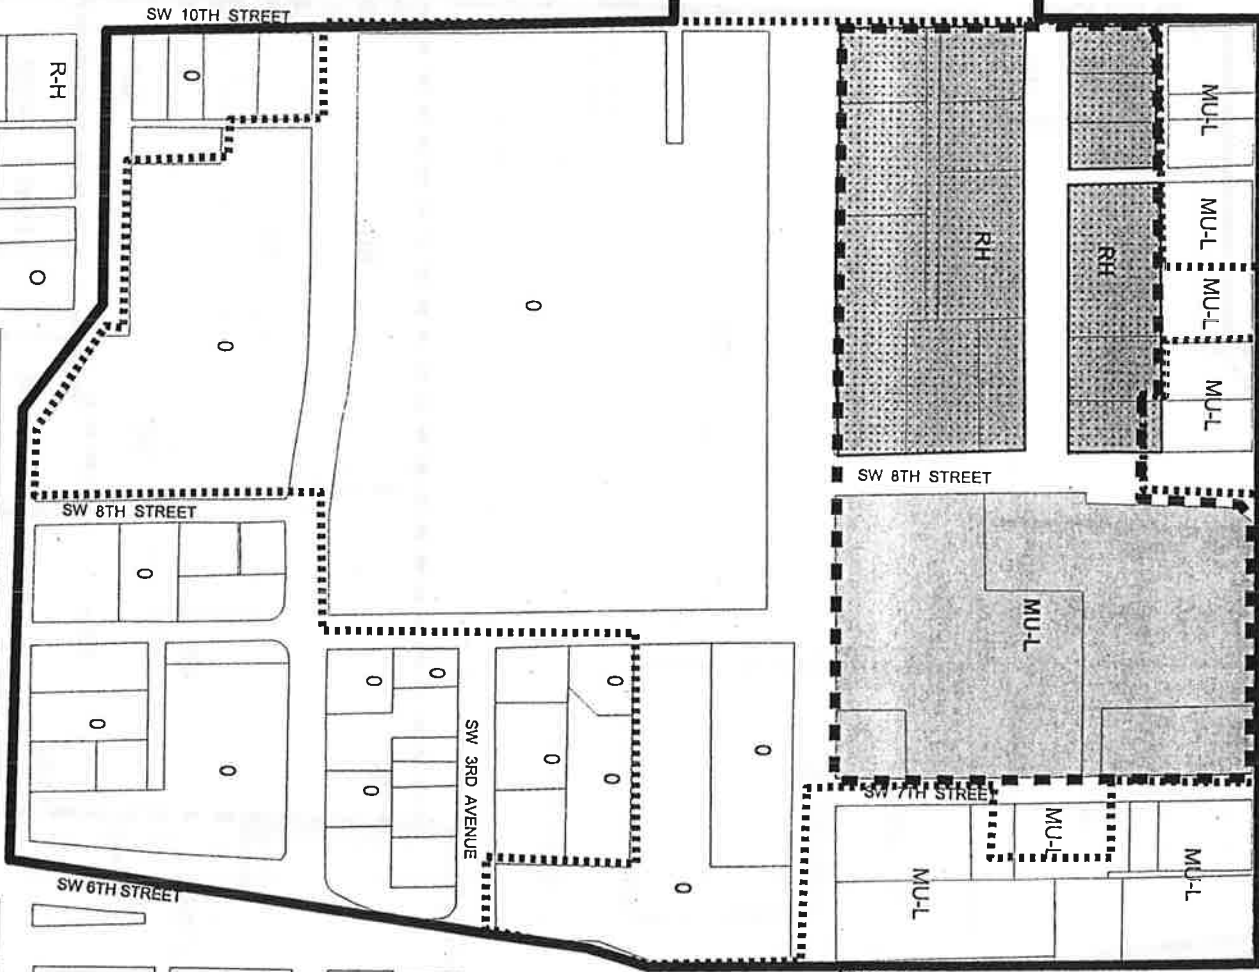 SW 10TH STREET
R-H
O
MU-L
MU-L
MU-L
MU-L
RH
RH
O
O
O
SW 8TH STREET
SW 8TH STREET
O
MU-L
O
O
O
O
O
O
O
O
O
SW 3RD AVENUE
SW 7TH STREET
MU-L
MU-L
MU-L
O
O
SW 6TH STREET